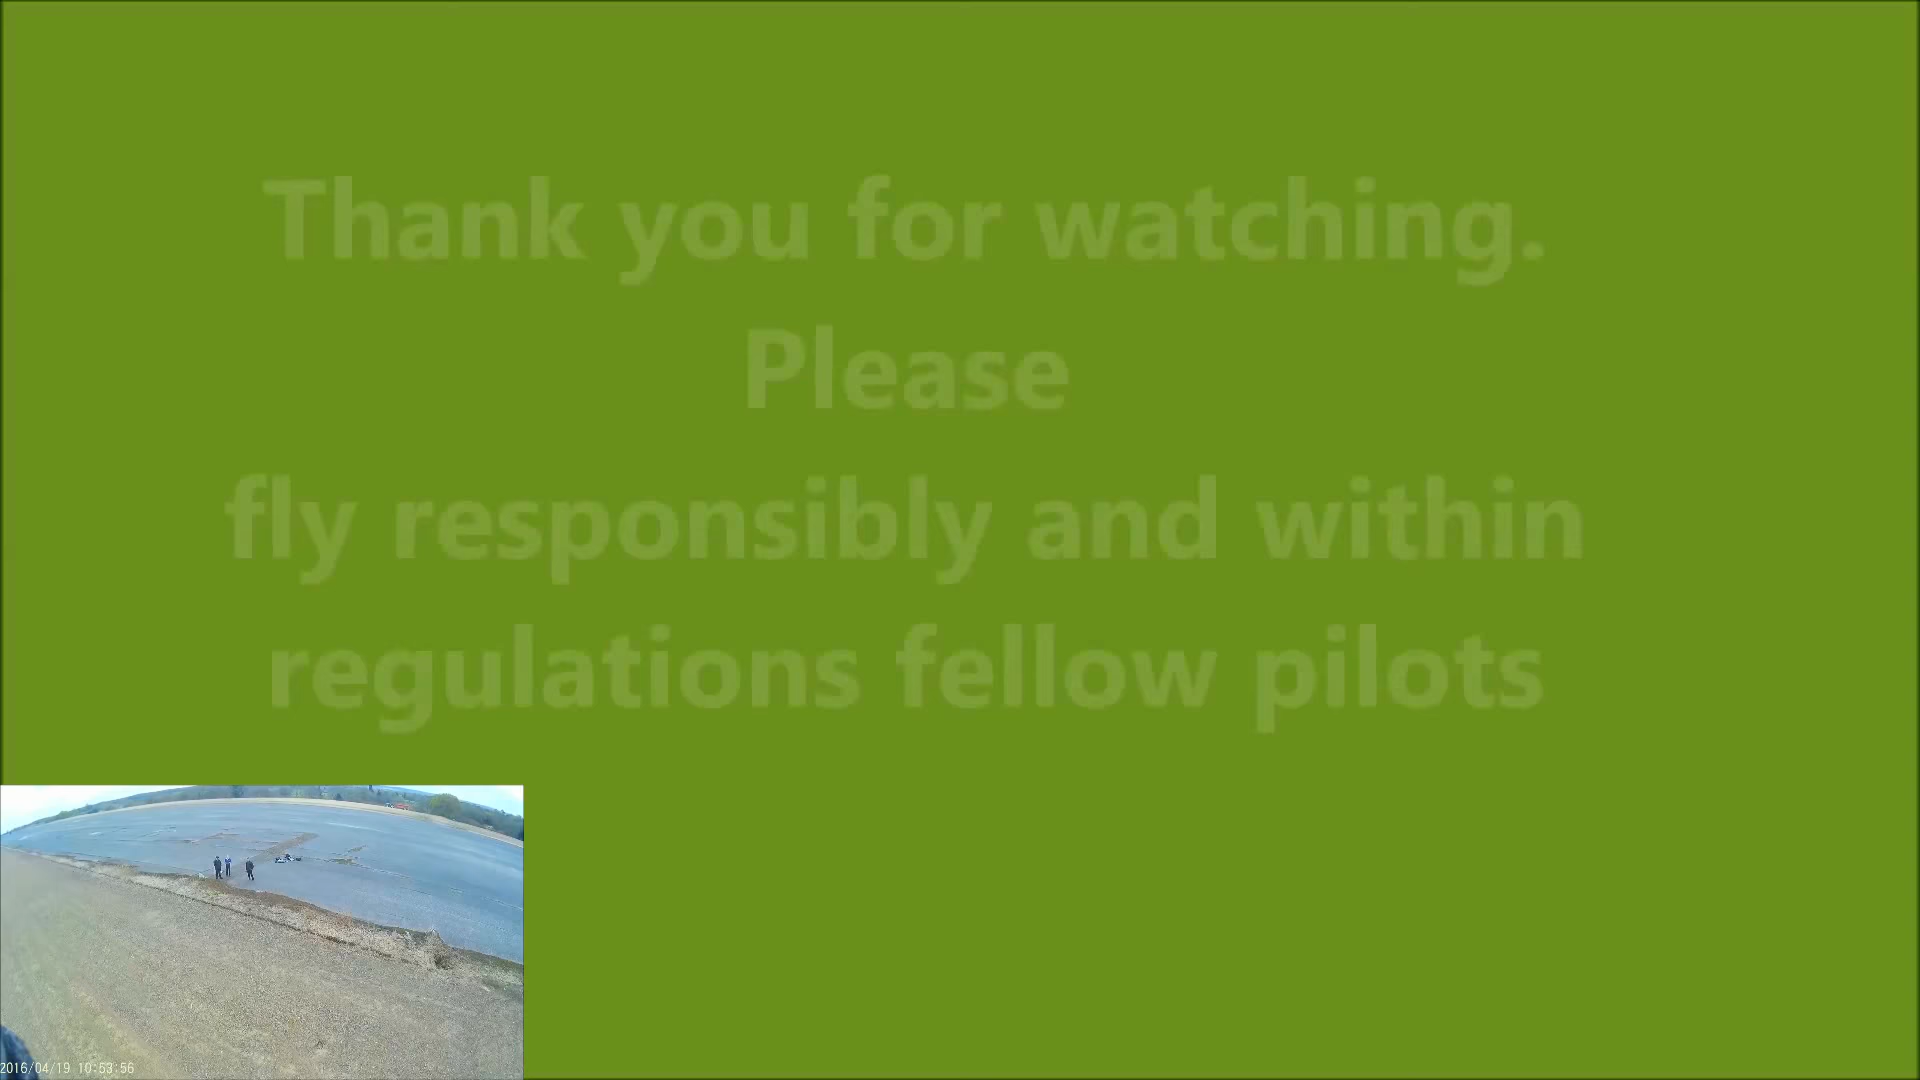 Thank you for watching.
Please
fly responsibly and within
regulations fellow pilots
2016/04/19 10:53:56